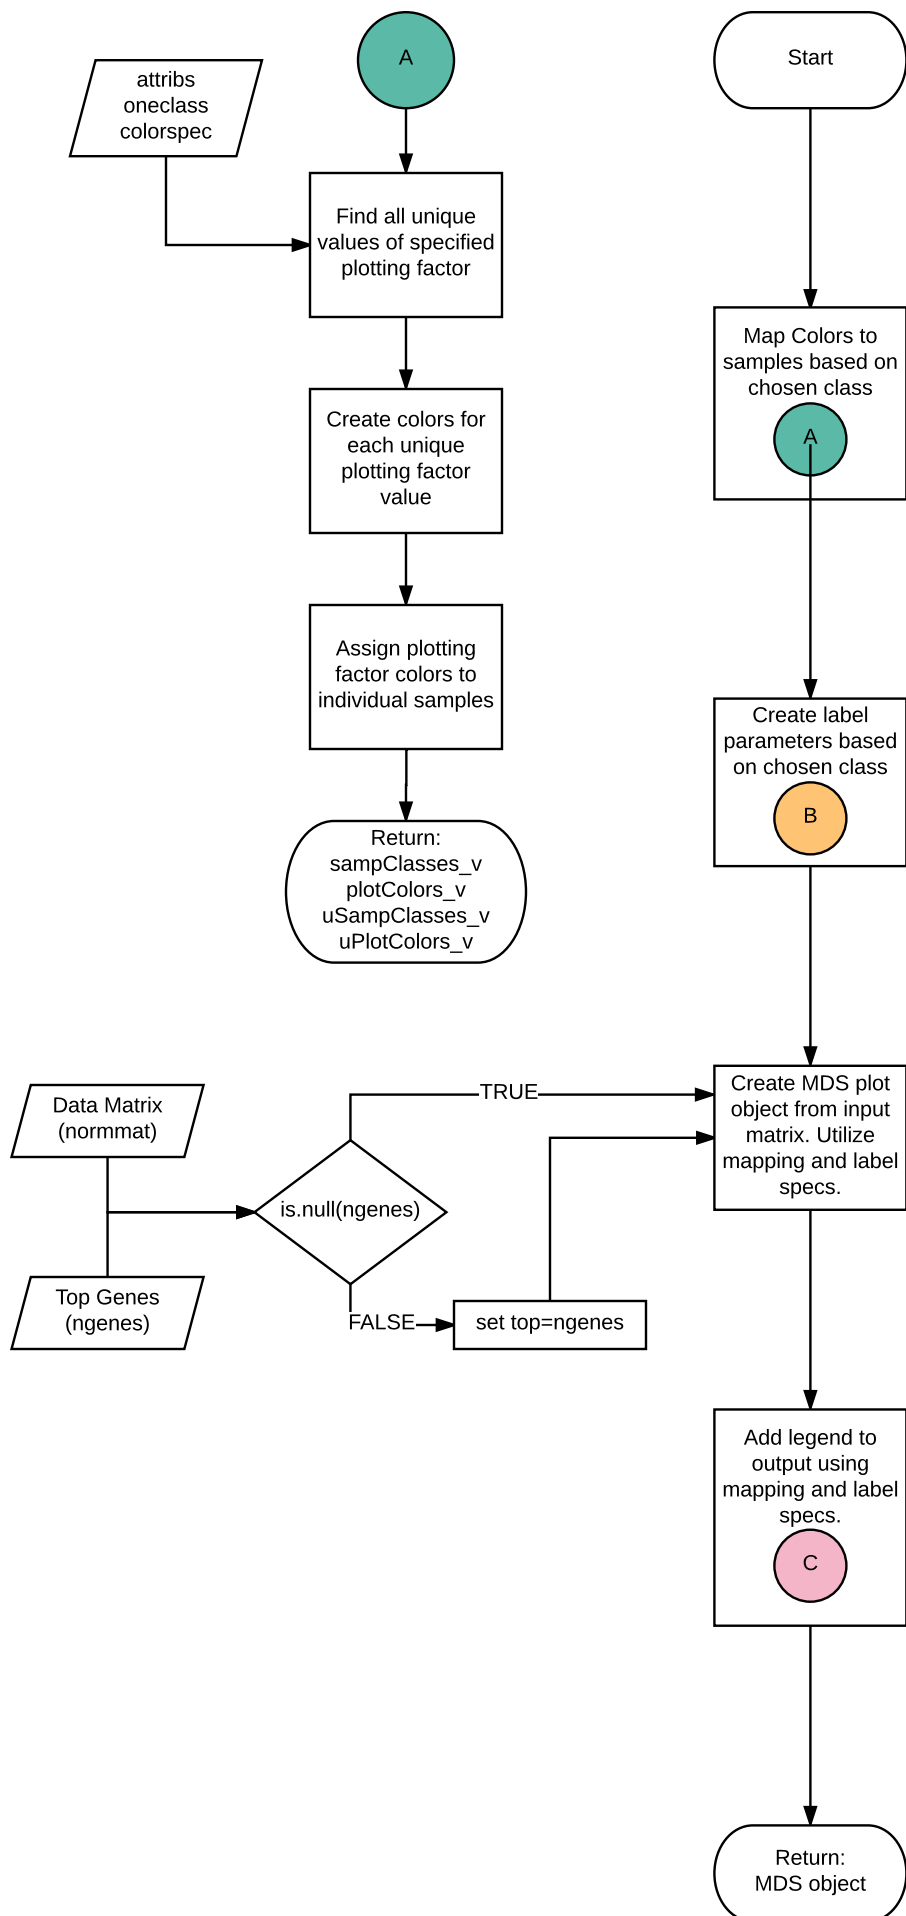 A
attribs
oneclass
colorspec
Find all unique
values of specified
plotting factor
Create colors for
each unique
plotting factor
value
Assign plotting
factor colors to
individual samples
Return:
sampClasses_v
plotColors_v
uSampClasses_v
uPlotColors_v
Start
Map Colors to
samples based on
chosen class
A
Create label
parameters based
on chosen class
B
Data Matrix
(normmat)
Top Genes
(ngenes)
is.null(ngenes)
TRUE
FALSE
set top=ngenes
Create MDS plot
object from input
matrix. Utilize
mapping and label
specs.
Add legend to
output using
mapping and label
specs.
C
Return:
MDS object